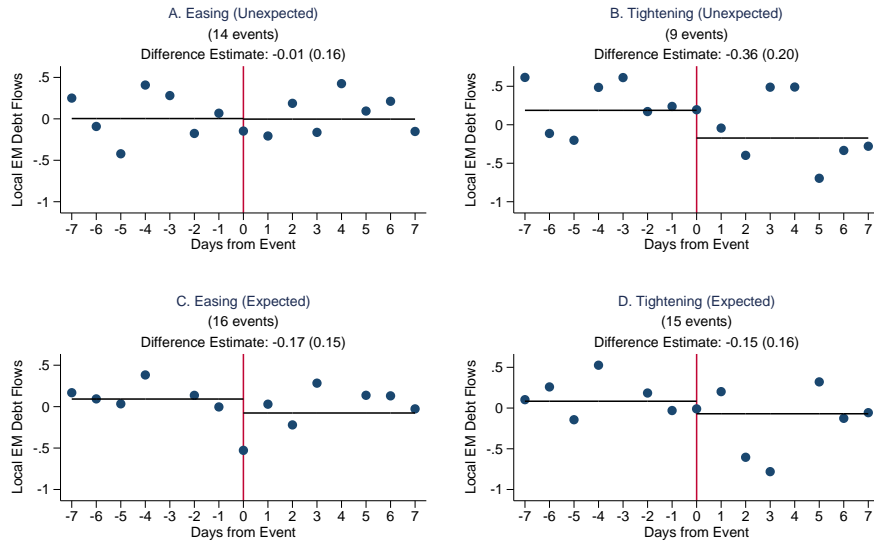 A. Easing (Unexpected)
(14 events)
Difference Estimate: -0.01 (0.16)
Local EM Debt Flows
.5
0
-.5
-1
-7 -6 -5 -4 -3 -2 -1 0 1 2 3 4 5 6 7
Days from Event
B. Tightening (Unexpected)
(9 events)
Difference Estimate: -0.36 (0.20)
Local EM Debt Flows
.5
0
-.5
-1
-7 -6 -5 -4 -3 -2 -1 0 1 2 3 4 5 6 7
Days from Event
C. Easing (Expected)
(16 events)
Difference Estimate: -0.17 (0.15)
Local EM Debt Flows
.5
0
-.5
-1
-7 -6 -5 -4 -3 -2 -1 0 1 2 3 4 5 6 7
Days from Event
D. Tightening (Expected)
(15 events)
Difference Estimate: -0.15 (0.16)
Local EM Debt Flows
.5
0
-.5
-1
-7 -6 -5 -4 -3 -2 -1 0 1 2 3 4 5 6 7
Days from Event